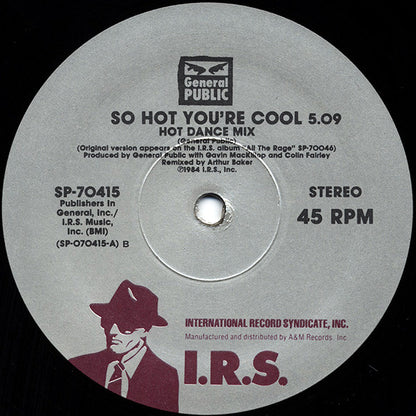 General
PUBLIC
SO HOT YOU'RE COOL 5.09
HOT DANCE MIX
(General Public)
(Original version appears on the I.R.S. album "All The Rage" SP-70046)
Produced by General Public with Gavin MacKillop and Colin Fairley
Remixed by Arthur Baker
℗1984 I.R.S., Inc.
SP-70415
Publishers in
General, Inc./
I.R.S. Music,
Inc. (BMI)
(SP-070415-A) B
STEREO
45 RPM
INTERNATIONAL RECORD SYNDICATE, INC.
Manufactured and distributed by A&M Records, Inc.
I.R.S.